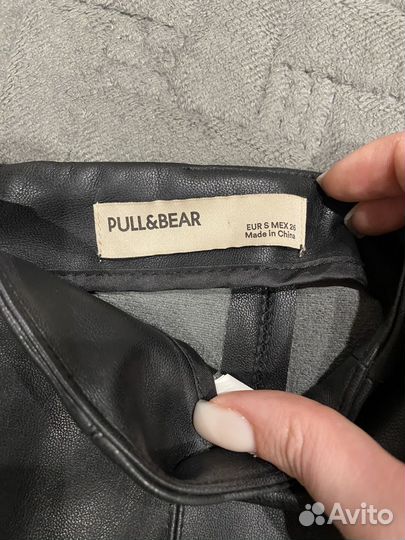 PULL&BEAR
EUR S MEX 26
Made in China
Avito